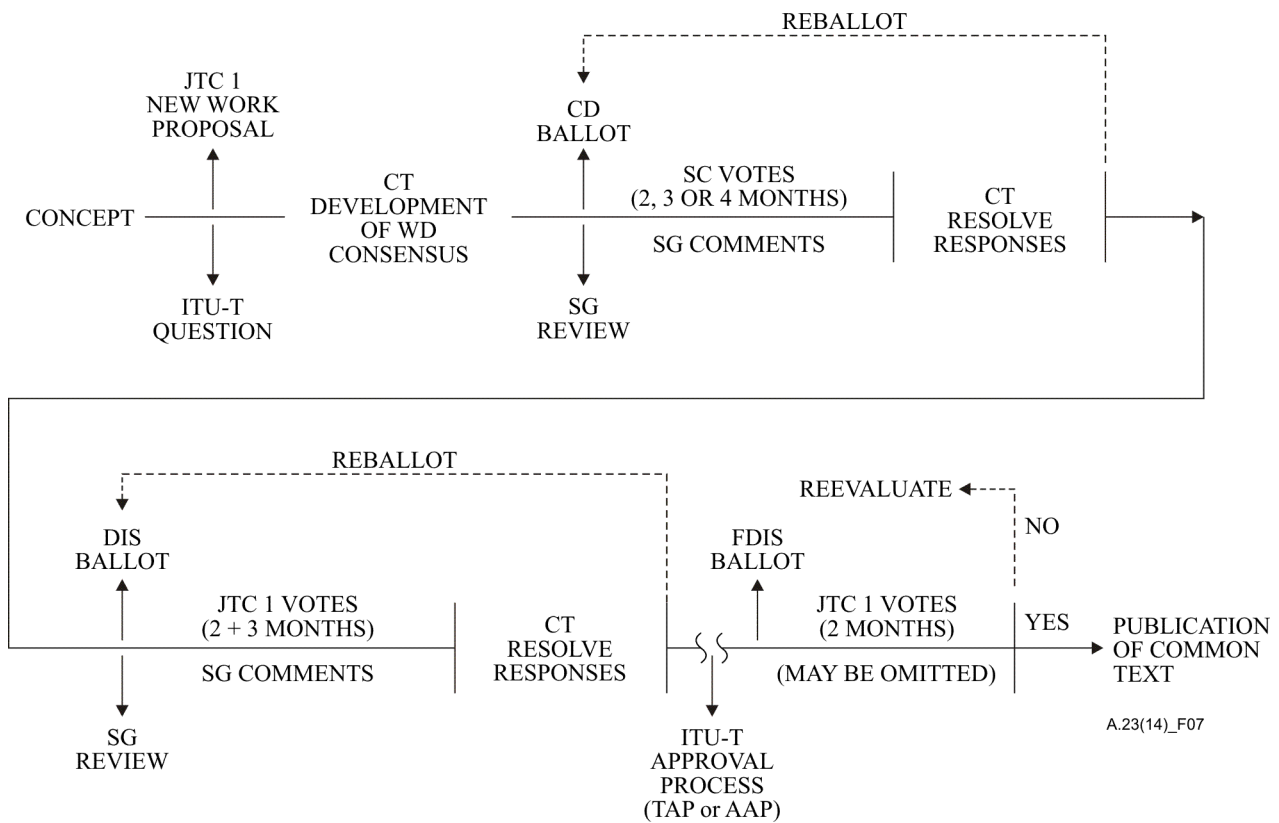 REBALLOT
JTC 1
NEW WORK
PROPOSAL
CD
BALLOT
CONCEPT
CT
DEVELOPMENT
OF WD
CONSENSUS
SC VOTES
(2, 3 OR 4 MONTHS)
SG COMMENTS
CT
RESOLVE
RESPONSES
ITU-T
QUESTION
SG
REVIEW
REBALLOT
REEVALUATE
NO
DIS
BALLOT
FDIS
BALLOT
JTC 1 VOTES
(2 + 3 MONTHS)
SG COMMENTS
CT
RESOLVE
RESPONSES
JTC 1 VOTES
(2 MONTHS)
(MAY BE OMITTED)
YES
PUBLICATION
OF COMMON
TEXT
SG
REVIEW
ITU-T
APPROVAL
PROCESS
(TAP or AAP)
A.23(14)_F07